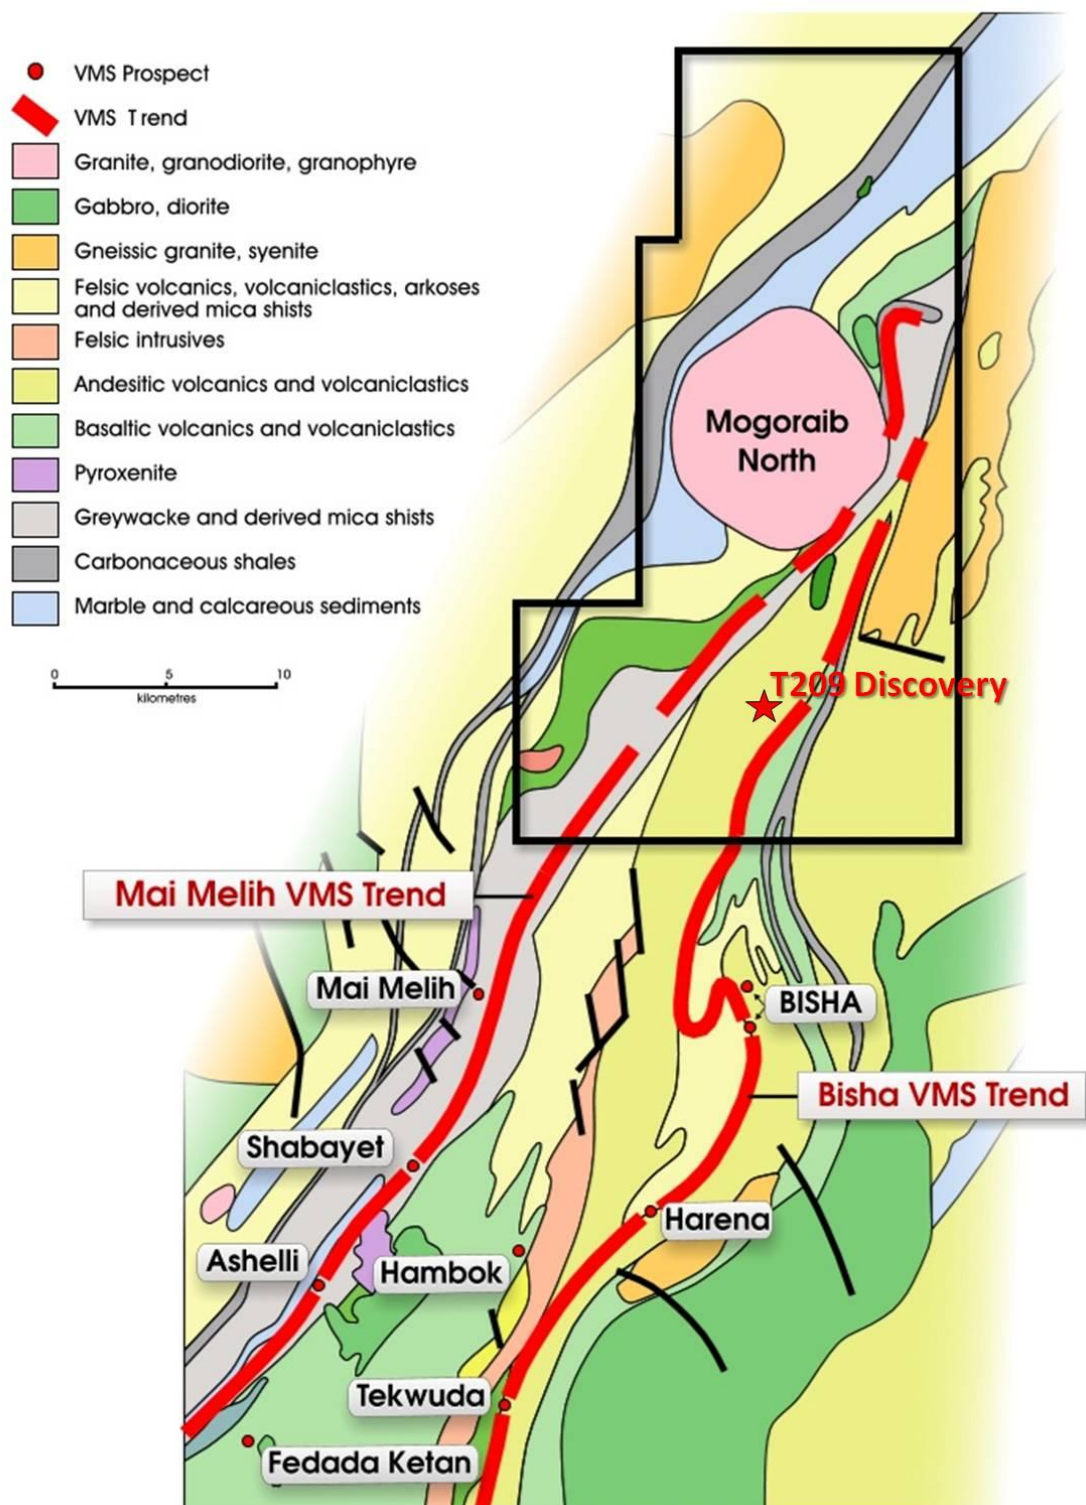 VMS Prospect
VMS Trend
Granite, granodiorite, granophyre
Gabbro, diorite
Gneissic granite, syenite
Felsic volcanics, volcaniclastics, arkoses
and derived mica shists
Felsic intrusives
Andesitic volcanics and volcaniclastics
Basaltic volcanics and volcaniclastics
Pyroxenite
Greywacke and derived mica shists
Carbonaceous shales
Marble and calcareous sediments
0 5 10
kilometres
Mogoraib
North
T209 Discovery
Mai Melih VMS Trend
Mai Melih
BISHA
Bisha VMS Trend
Shabayet
Harena
Ashelli
Hambok
Tekwuda
Fedada Ketan